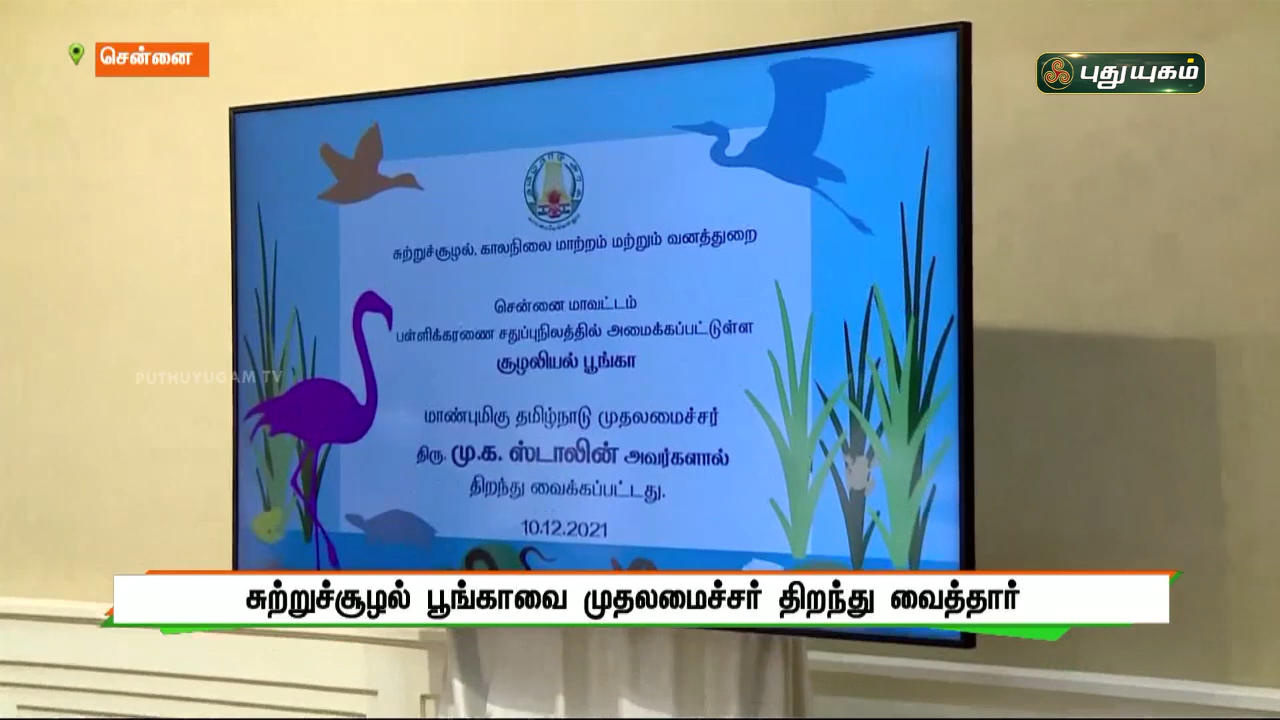 சென்னை
புதுயுகம்
சுற்றுச்சூழல், காலநிலை மாற்றம் மற்றும் வனத்துறை
சென்னை மாவட்டம்
பள்ளிக்கரணை சதுப்புநிலத்தில் அமைக்கப்பட்டுள்ள
சூழலியல் பூங்கா
PUTHUYUGAM TV
மாண்புமிகு தமிழ்நாடு முதலமைச்சர்
திரு. மு.க. ஸ்டாலின் அவர்களால்
திறந்து வைக்கப்பட்டது.
10.12.2021
சுற்றுச்சூழல் பூங்காவை முதலமைச்சர் திறந்து வைத்தார்